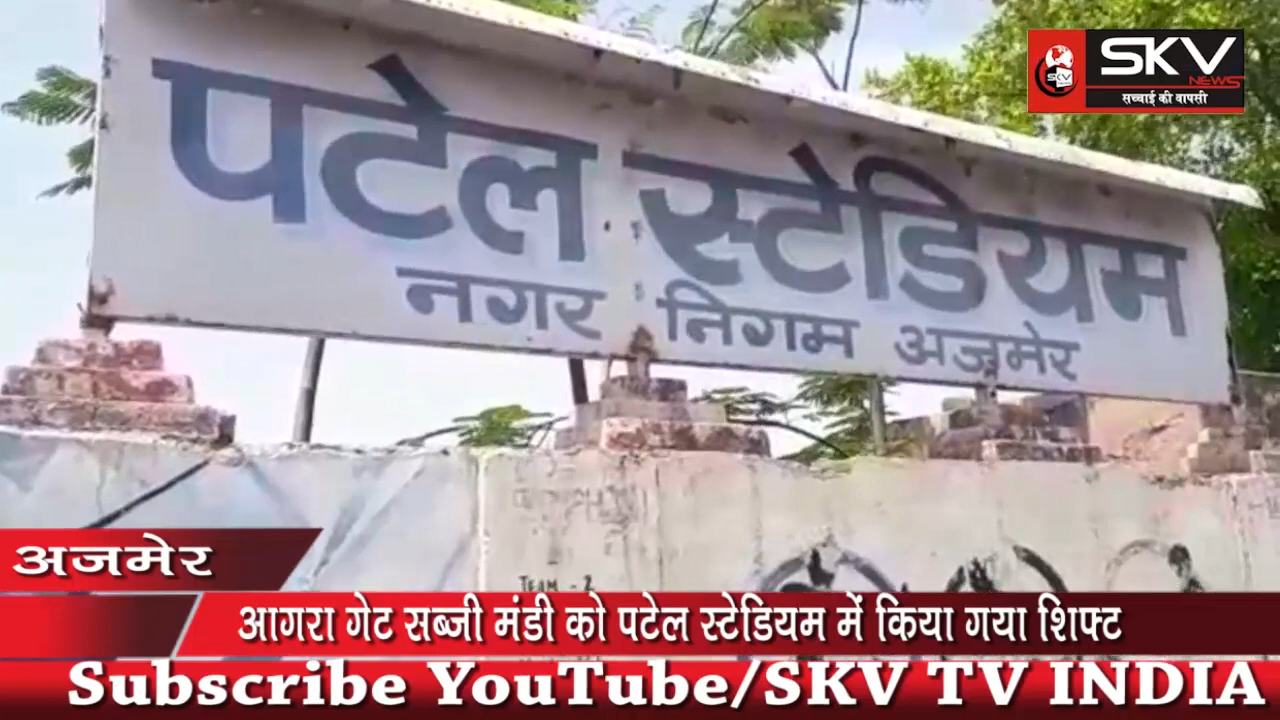 SKV
SKV
NEWS
सच्चाई की वापसी
पटेल स्टेडियम
नगर निगम अजमेर
TEAM - 2
अजमेर
आगरा गेट सब्जी मंडी को पटेल स्टेडियम में किया गया शिफ्ट
Subscribe YouTube/SKV TV INDIA